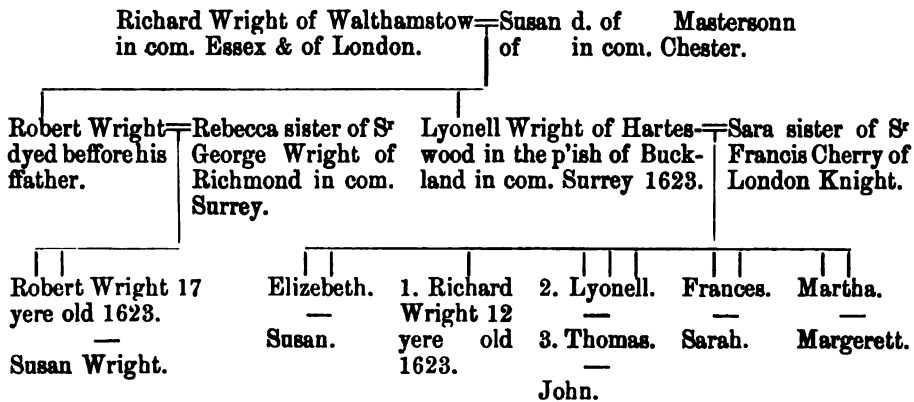 Richard Wright of Walthamstow=Susan d. of Mastersonn
in com. Essex & of London. of in com. Chester.
Robert Wright=Rebecca sister of Sr
dyed beffore his George Wright of
ffather. Richmond in com.
Surrey.
Lyonell Wright of Hartes-=Sara sister of Sr
wood in the p'ish of Buck- Francis Cherry of
land in com. Surrey 1623. London Knight.
Robert Wright 17
yere old 1623.
—
Susan Wright.
Elizebeth.
—
Susan.
1. Richard
Wright 12
yere old
1623.
2. Lyonell.
—
3. Thomas.
—
John.
Frances.
—
Sarah.
Martha.
—
Margerett.